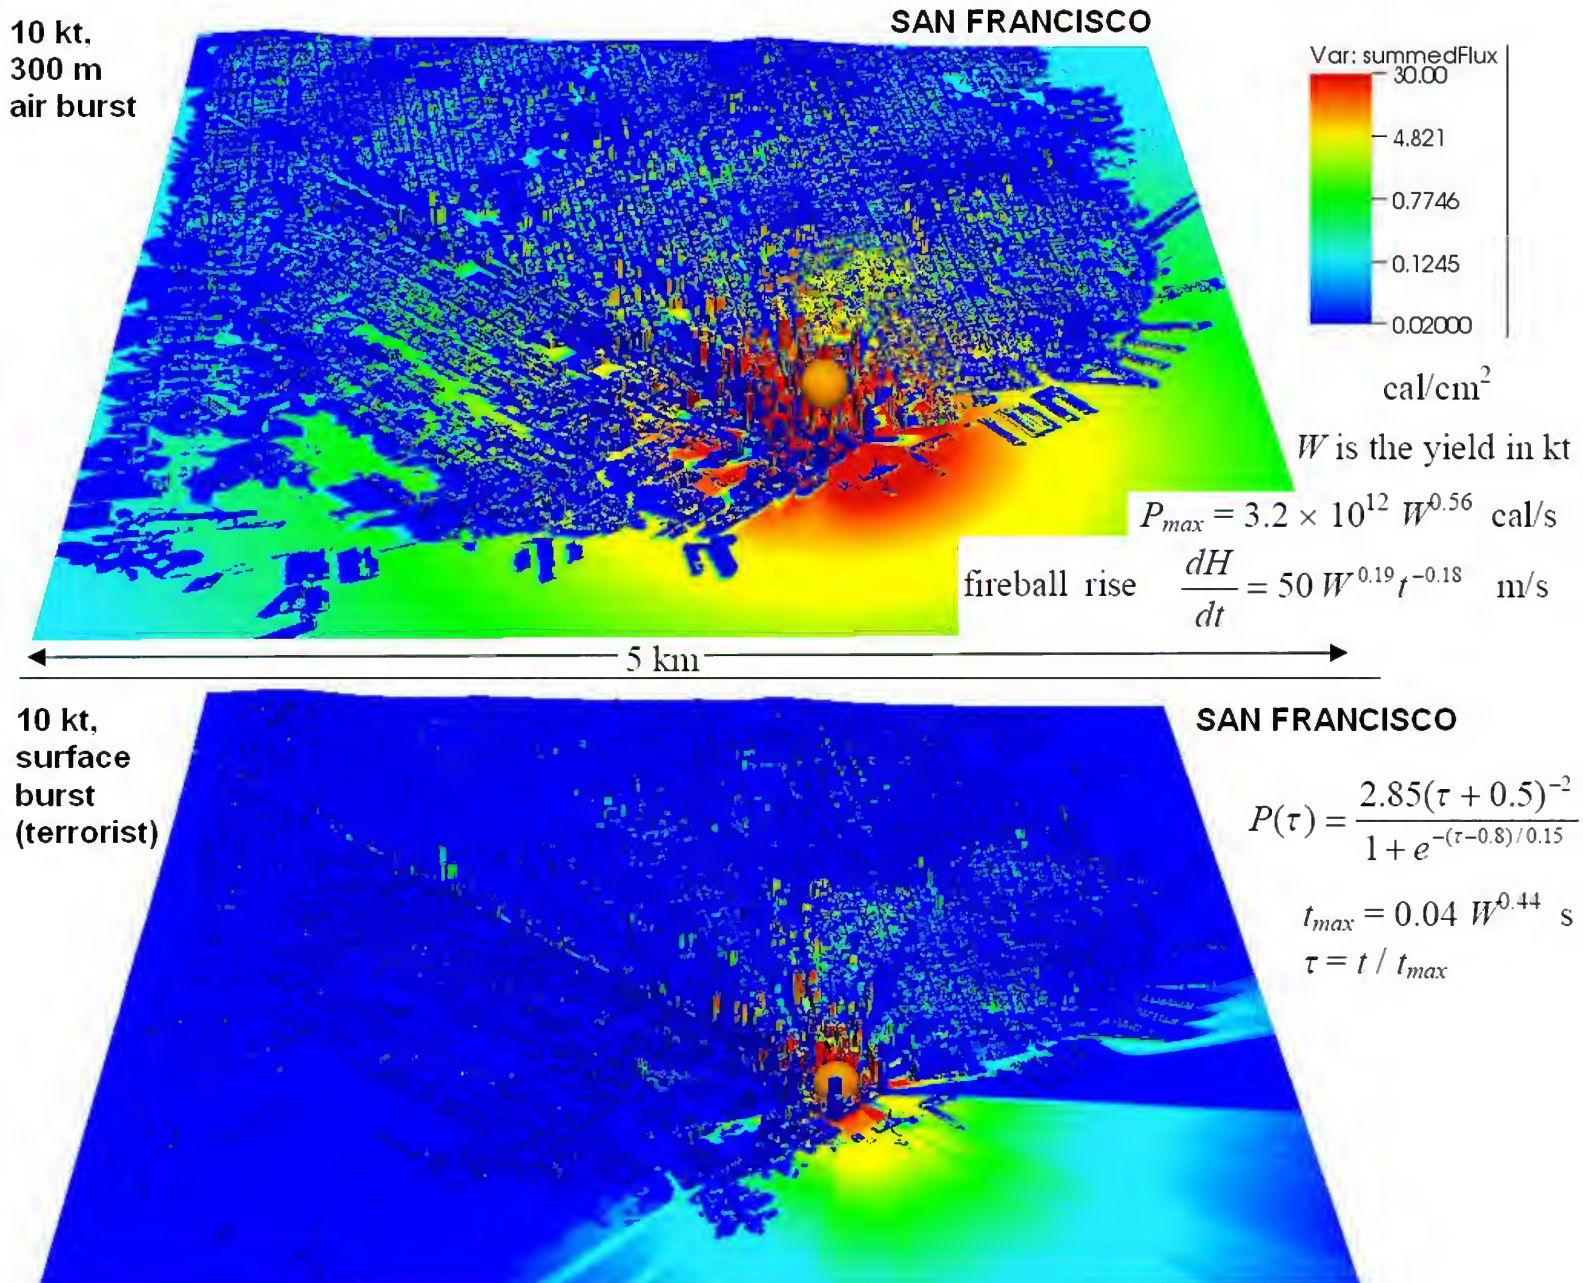 10 kt,
300 m
air burst
SAN FRANCISCO
Var: summedFlux
30.00
4.821
0.7746
0.1245
0.02000
cal/cm²
W is the yield in kt
P_max = 3.2 × 10¹² W^0.56 cal/s
fireball rise dH/dt = 50 W^0.19 t^−0.18 m/s
5 km
10 kt,
surface
burst
(terrorist)
SAN FRANCISCO
P(τ) = 2.85(τ + 0.5)^−2 / 1 + e^−(τ−0.8)/0.15
t_max = 0.04 W^0.44 s
τ = t / t_max